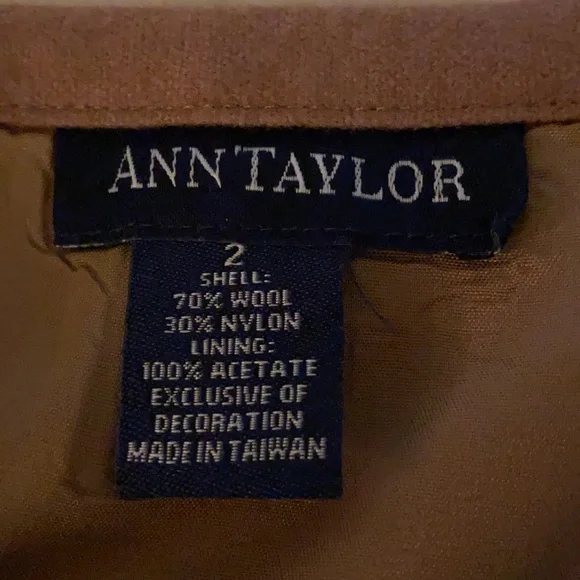 ANN TAYLOR
2
SHELL:
70% WOOL
30% NYLON
LINING:
100% ACETATE
EXCLUSIVE OF
DECORATION
MADE IN TAIWAN